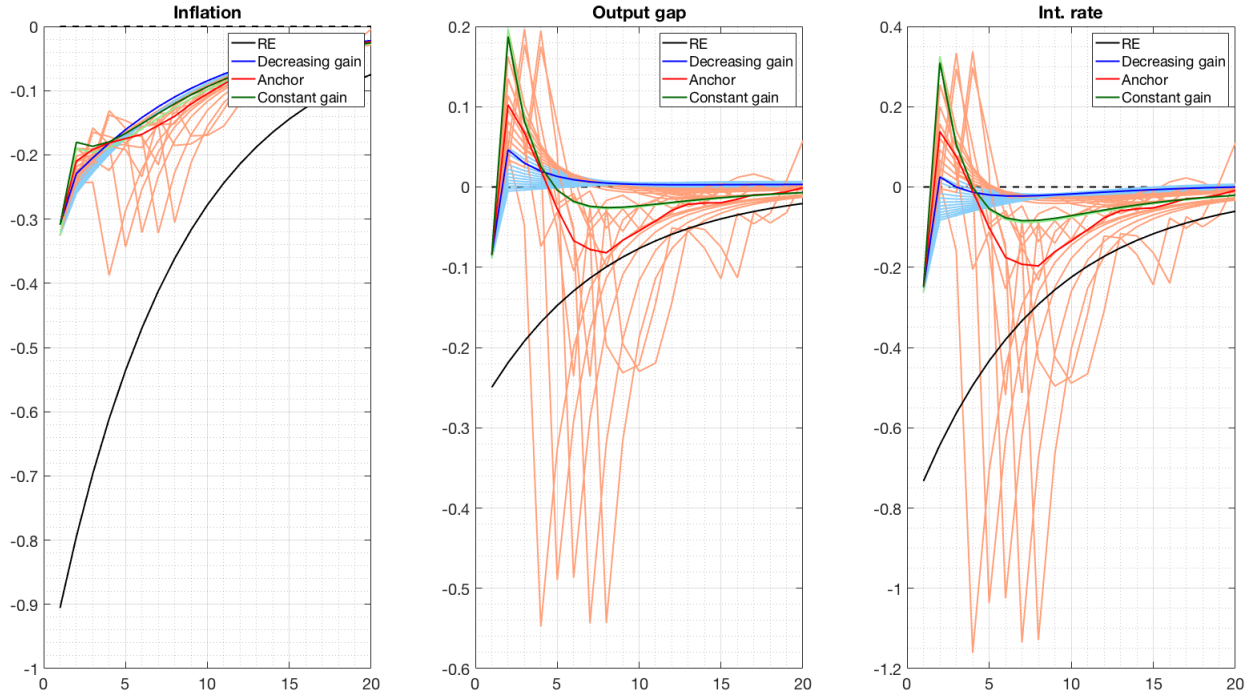 Inflation
0
-0.1
-0.2
-0.3
-0.4
-0.5
-0.6
-0.7
-0.8
-0.9
-1
0 5 10 15 20
RE
Decreasing gain
Anchor
Constant gain
Output gap
0.2
0.1
0
-0.1
-0.2
-0.3
-0.4
-0.5
-0.6
0 5 10 15 20
RE
Decreasing gain
Anchor
Constant gain
Int. rate
0.4
0.2
0
-0.2
-0.4
-0.6
-0.8
-1
-1.2
0 5 10 15 20
RE
Decreasing gain
Anchor
Constant gain